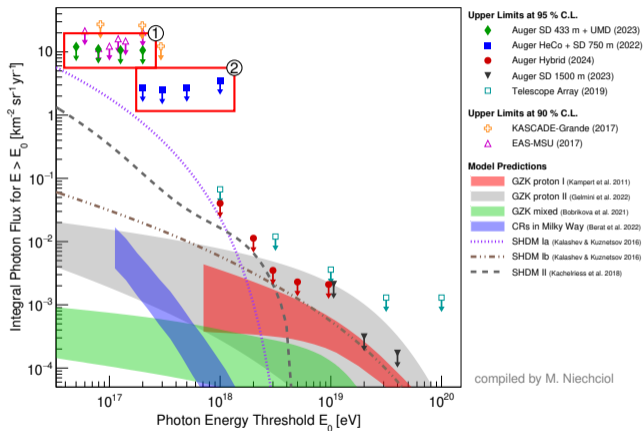 Integral Photon Flux for E > E₀ [km⁻² sr⁻¹ yr⁻¹]
10
1
10⁻¹
10⁻²
10⁻³
10⁻⁴
1
2
10¹⁷
10¹⁸
10¹⁹
10²⁰
Photon Energy Threshold E₀ [eV]
Upper Limits at 95 % C.L.
Auger SD 433 m + UMD (2023)
Auger HeCo + SD 750 m (2022)
Auger Hybrid (2024)
Auger SD 1500 m (2023)
Telescope Array (2019)
Upper Limits at 90 % C.L.
KASCADE-Grande (2017)
EAS-MSU (2017)
Model Predictions
GZK proton I (Kampert et al. 2011)
GZK proton II (Gelmini et al. 2022)
GZK mixed (Bobrikova et al. 2021)
CRs in Milky Way (Berat et al. 2022)
SHDM Ia (Kalashev & Kuznetsov 2016)
SHDM Ib (Kalashev & Kuznetsov 2016)
SHDM II (Kachelriess et al. 2018)
compiled by M. Niechciol